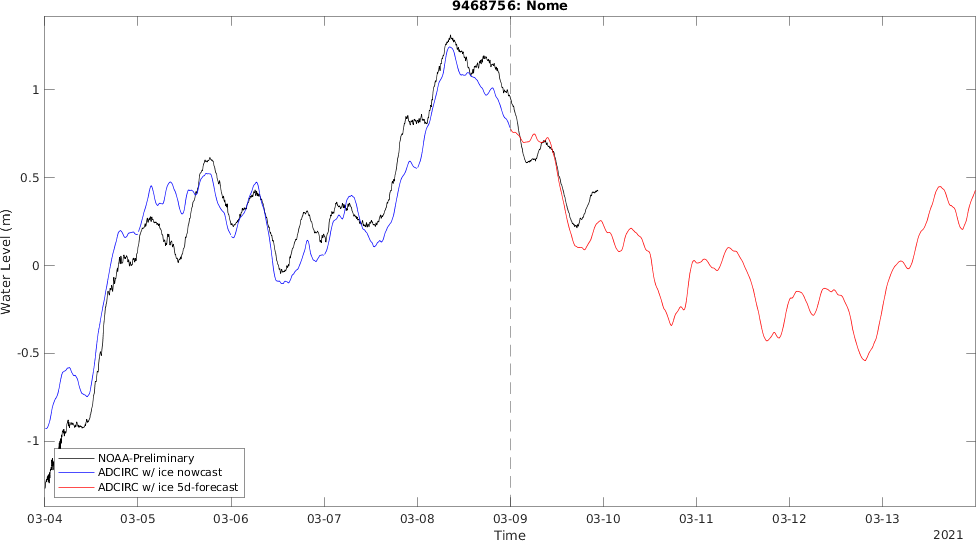 9468756: Nome
Water Level (m)
1
0.5
0
-0.5
-1
NOAA-Preliminary
ADCIRC w/ ice nowcast
ADCIRC w/ ice 5d-forecast
03-04 03-05 03-06 03-07 03-08 03-09 03-10 03-11 03-12 03-13
Time
2021